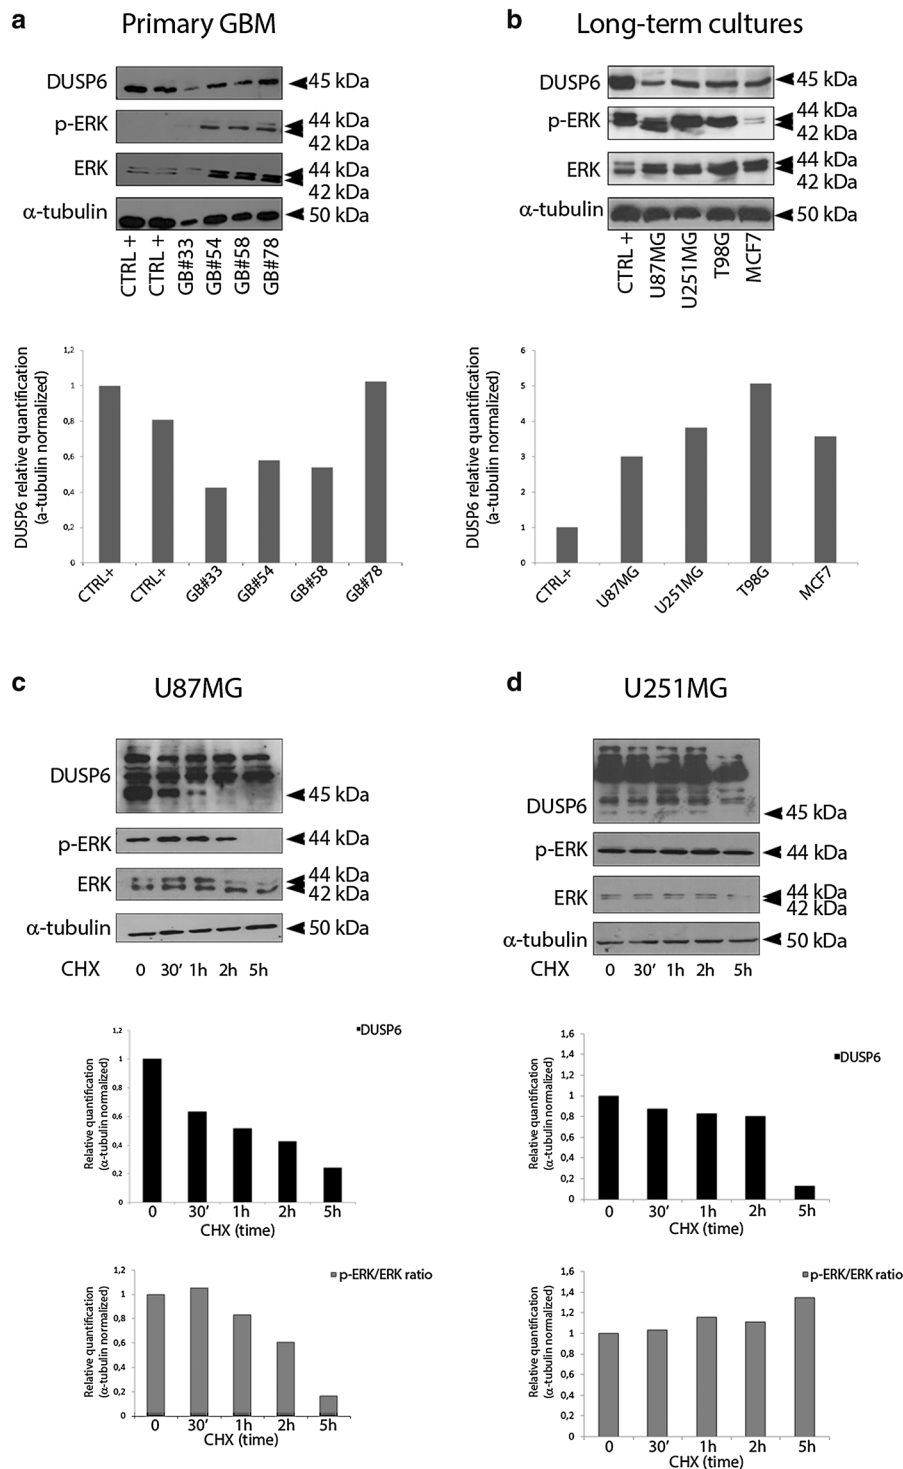 a Primary GBM
DUSP6 45 kDa
p-ERK 44 kDa
42 kDa
ERK 44 kDa
42 kDa
α-tubulin 50 kDa
CTRL + CTRL + GB#33 GB#54 GB#58 GB#78
DUSP6 relative quantification
(a-tubulin normalized)
1,2
1
0,8
0,6
0,4
0,2
0
CTRL+ CTRL+ GB#33 GB#54 GB#58 GB#78
b Long-term cultures
DUSP6 45 kDa
p-ERK 44 kDa
42 kDa
ERK 44 kDa
42 kDa
α-tubulin 50 kDa
CTRL + U87MG U251MG T98G MCF7
DUSP6 relative quantification
(a-tubulin normalized)
6
5
4
3
2
1
0
CTRL+ U87MG U251MG T98G MCF7
c U87MG
DUSP6 45 kDa
p-ERK 44 kDa
ERK 44 kDa
42 kDa
α-tubulin 50 kDa
CHX 0 30' 1h 2h 5h
Relative quantification
(α-tubulin normalized)
1,2
1
0,8
0,6
0,4
0,2
0
DUSP6
0 30' 1h 2h 5h
CHX (time)
Relative quantification
(α-tubulin normalized)
1,2
1
0,8
0,6
0,4
0,2
0
p-ERK/ERK ratio
0 30' 1h 2h 5h
CHX (time)
d U251MG
DUSP6 45 kDa
p-ERK 44 kDa
ERK 44 kDa
42 kDa
α-tubulin 50 kDa
CHX 0 30' 1h 2h 5h
Relative quantification
(α-tubulin normalized)
1,6
1,4
1,2
1
0,8
0,6
0,4
0,2
0
DUSP6
0 30' 1h 2h 5h
CHX (time)
Relative quantification
(α-tubulin normalized)
1,6
1,4
1,2
1
0,8
0,6
0,4
0,2
0
p-ERK/ERK ratio
0 30' 1h 2h 5h
CHX (time)